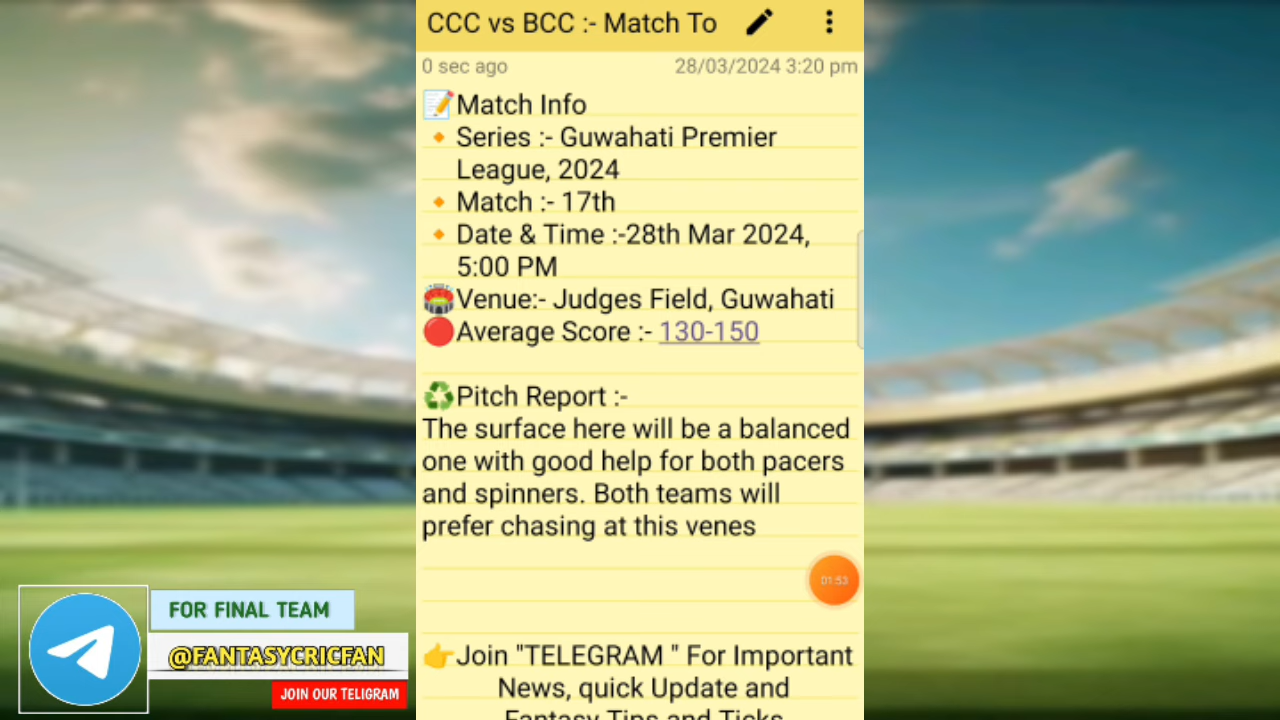 CCC vs BCC :- Match To
0 sec ago 28/03/2024 3:20 pm
📝Match Info
🔸 Series :- Guwahati Premier
League, 2024
🔸 Match :- 17th
🔸 Date & Time :-28th Mar 2024,
5:00 PM
🏟Venue:- Judges Field, Guwahati
🔴Average Score :- 130-150
♻Pitch Report :-
The surface here will be a balanced
one with good help for both pacers
and spinners. Both teams will
prefer chasing at this venes
01:53
👉Join "TELEGRAM " For Important
News, quick Update and
Fantasy Tips and Ticks
FOR FINAL TEAM
@FANTASYCRICFAN
JOIN OUR TELIGRAM